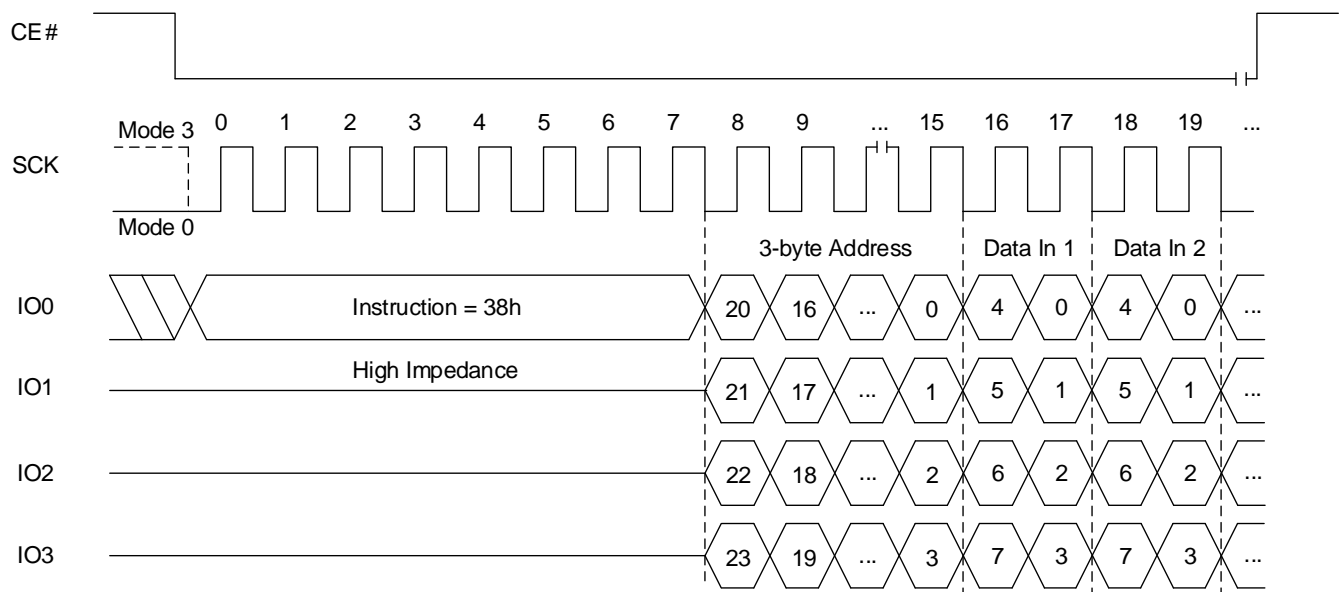 CE#
Mode 3 0 1 2 3 4 5 6 7 8 9 ... 15 16 17 18 19 ...
SCK
Mode 0
3-byte Address Data In 1 Data In 2
IO0 Instruction = 38h 20 16 ... 0 4 0 4 0 ...
High Impedance
IO1 21 17 ... 1 5 1 5 1 ...
IO2 22 18 ... 2 6 2 6 2 ...
IO3 23 19 ... 3 7 3 7 3 ...